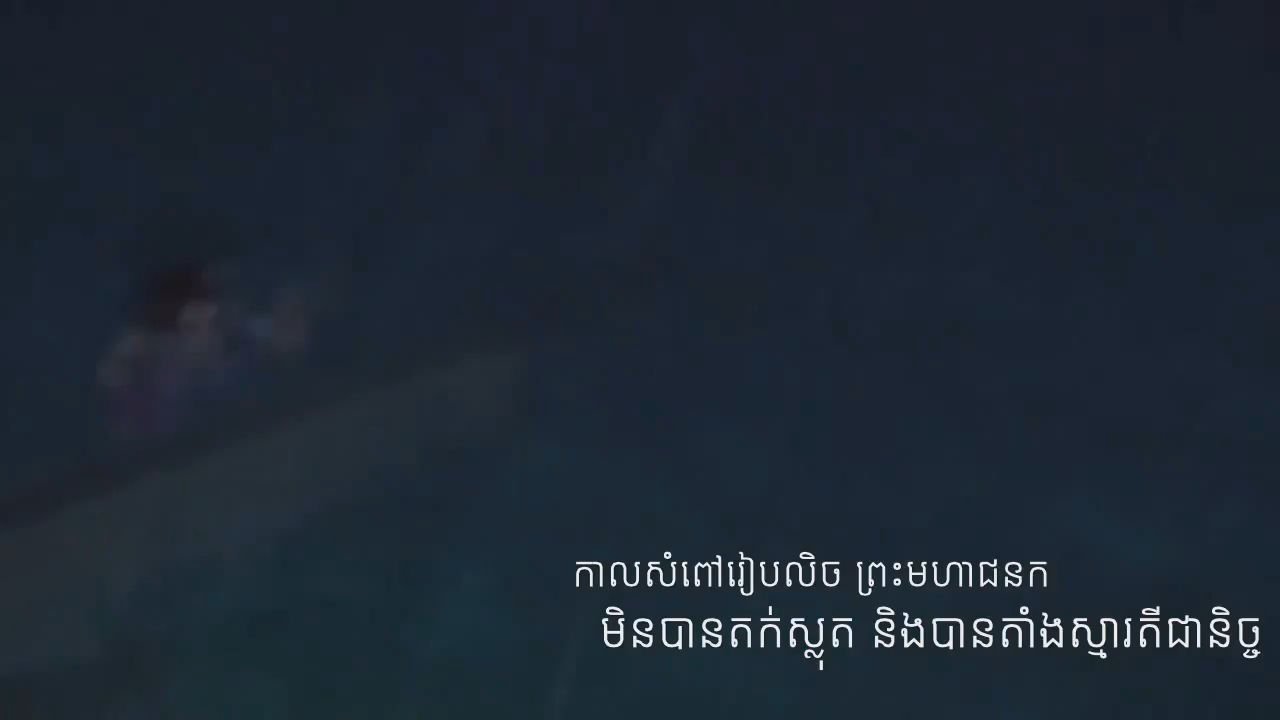 កាលសំពៅរៀបលិច ព្រះមហាជនក
មិនបានតក់ស្លុត និងបានតាំងស្មារតីជានិច្ច